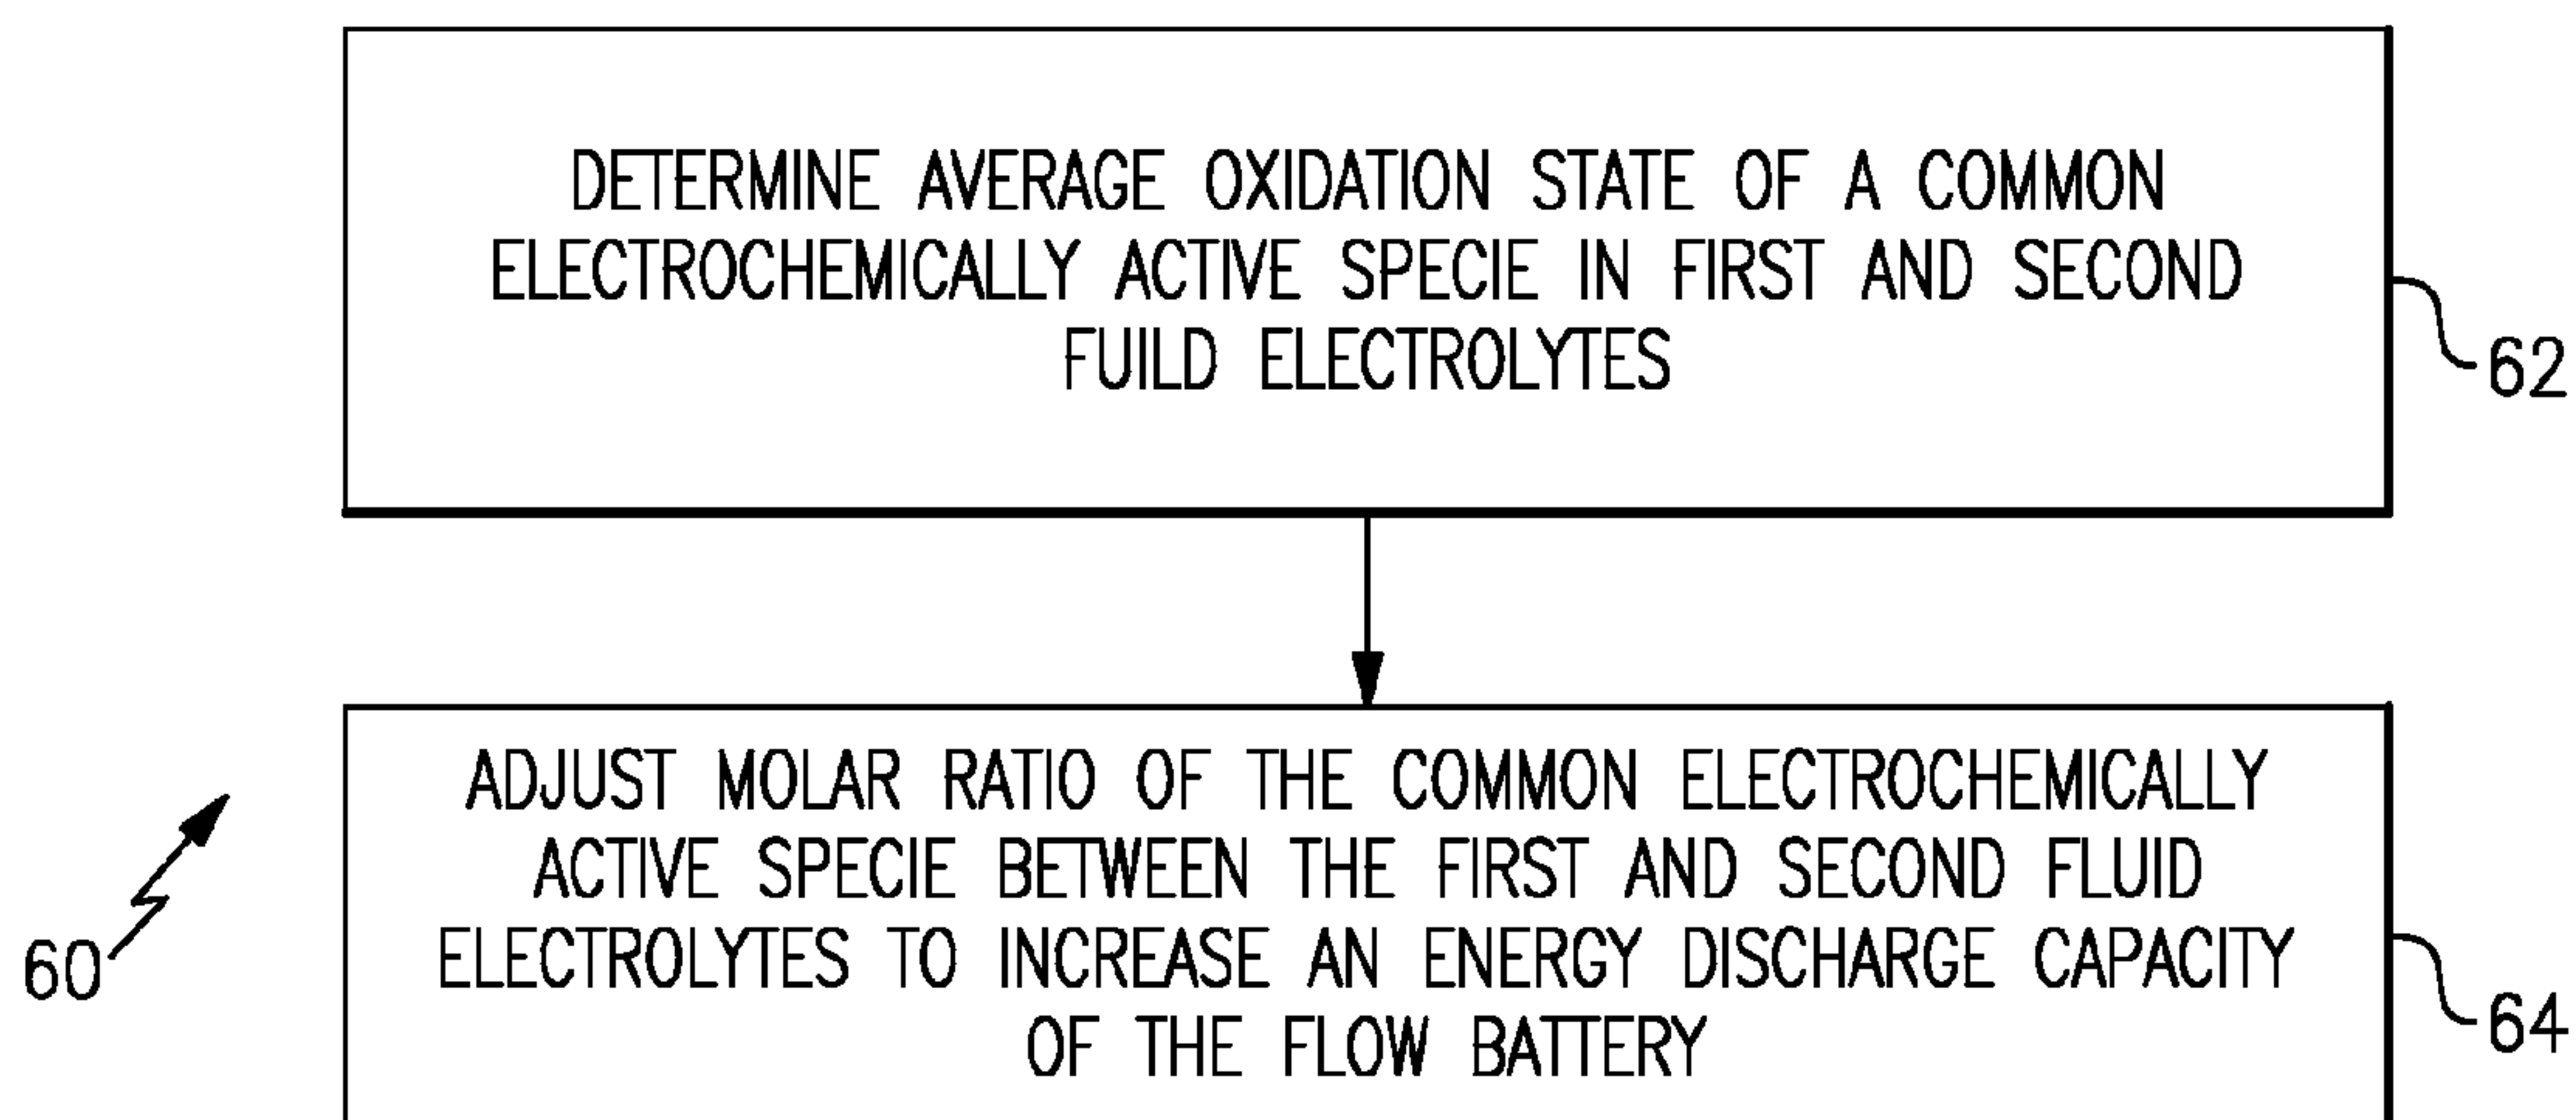 DETERMINE AVERAGE OXIDATION STATE OF A COMMON
ELECTROCHEMICALLY ACTIVE SPECIE IN FIRST AND SECOND
FUILD ELECTROLYTES
62
ADJUST MOLAR RATIO OF THE COMMON ELECTROCHEMICALLY
ACTIVE SPECIE BETWEEN THE FIRST AND SECOND FLUID
ELECTROLYTES TO INCREASE AN ENERGY DISCHARGE CAPACITY
OF THE FLOW BATTERY
60
64